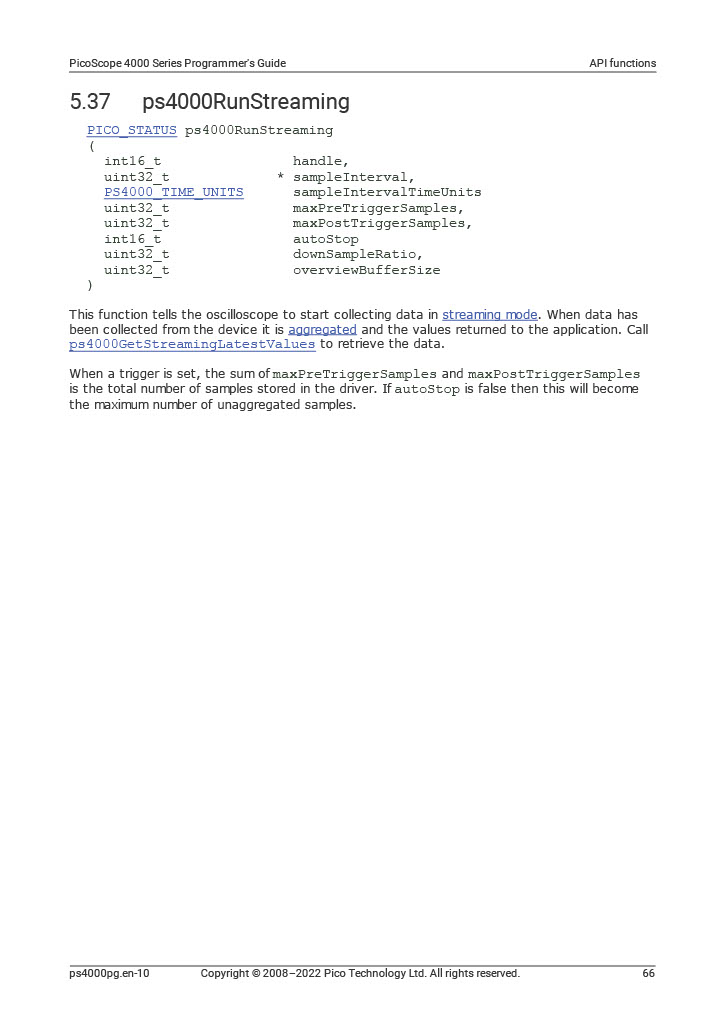 PicoScope 4000 Series Programmer's Guide API functions
5.37 ps4000RunStreaming
PICO_STATUS ps4000RunStreaming
(
int16_t handle,
uint32_t * sampleInterval,
PS4000_TIME_UNITS sampleIntervalTimeUnits
uint32_t maxPreTriggerSamples,
uint32_t maxPostTriggerSamples,
int16_t autoStop
uint32_t downSampleRatio,
uint32_t overviewBufferSize
)
This function tells the oscilloscope to start collecting data in streaming mode. When data has
been collected from the device it is aggregated and the values returned to the application. Call
ps4000GetStreamingLatestValues to retrieve the data.
When a trigger is set, the sum of maxPreTriggerSamples and maxPostTriggerSamples
is the total number of samples stored in the driver. If autoStop is false then this will become
the maximum number of unaggregated samples.
ps4000pg.en-10 Copyright © 2008–2022 Pico Technology Ltd. All rights reserved. 66